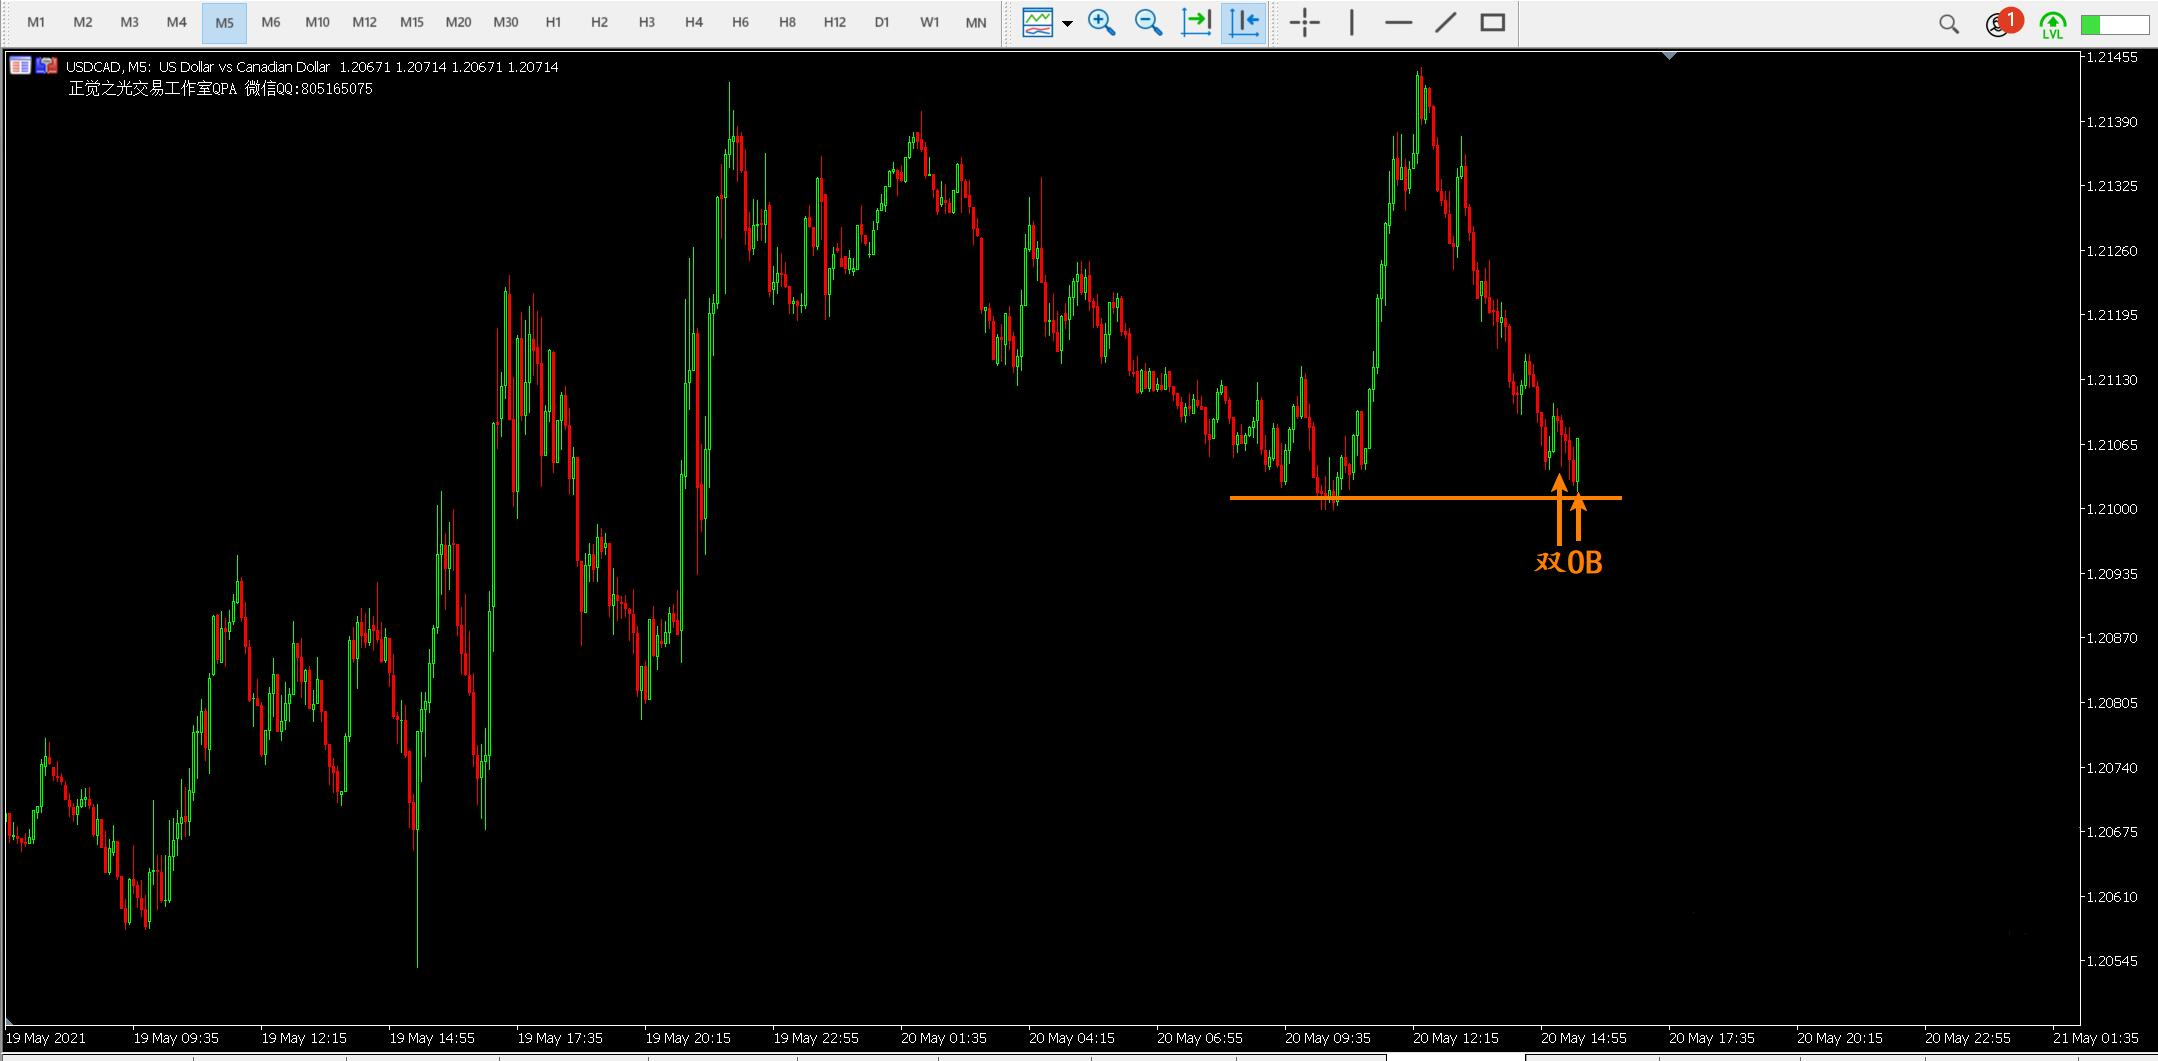 M1 M2 M3 M4 M5 M6 M10 M12 M15 M20 M30 H1 H2 H3 H4 H6 H8 H12 D1 W1 MN
1
LVL
USDCAD,M5: US Dollar vs Canadian Dollar 1.20671 1.20714 1.20671 1.20714
正觉之光交易工作室QPA 微信QQ:805165075
1.21455
1.21390
1.21325
1.21260
1.21195
1.21130
1.21065
1.21000
双OB
1.20935
1.20870
1.20805
1.20740
1.20675
1.20610
1.20545
19 May 2021 19 May 09:35 19 May 12:15 19 May 14:55 19 May 17:35 19 May 20:15 19 May 22:55 20 May 01:35 20 May 04:15 20 May 06:55 20 May 09:35 20 May 12:15 20 May 14:55 20 May 17:35 20 May 20:15 20 May 22:55 21 May 01:35